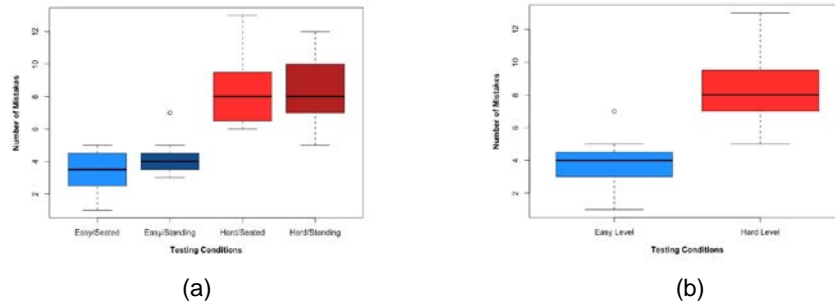 12
10
8
6
4
2
Number of Mistakes
Easy/Seated Easy/Standing Hard/Seated Hard/Standing
Testing Conditions
(a)
12
10
8
6
4
2
Number of Mistakes
Easy Level Hard Level
Testing Conditions
(b)